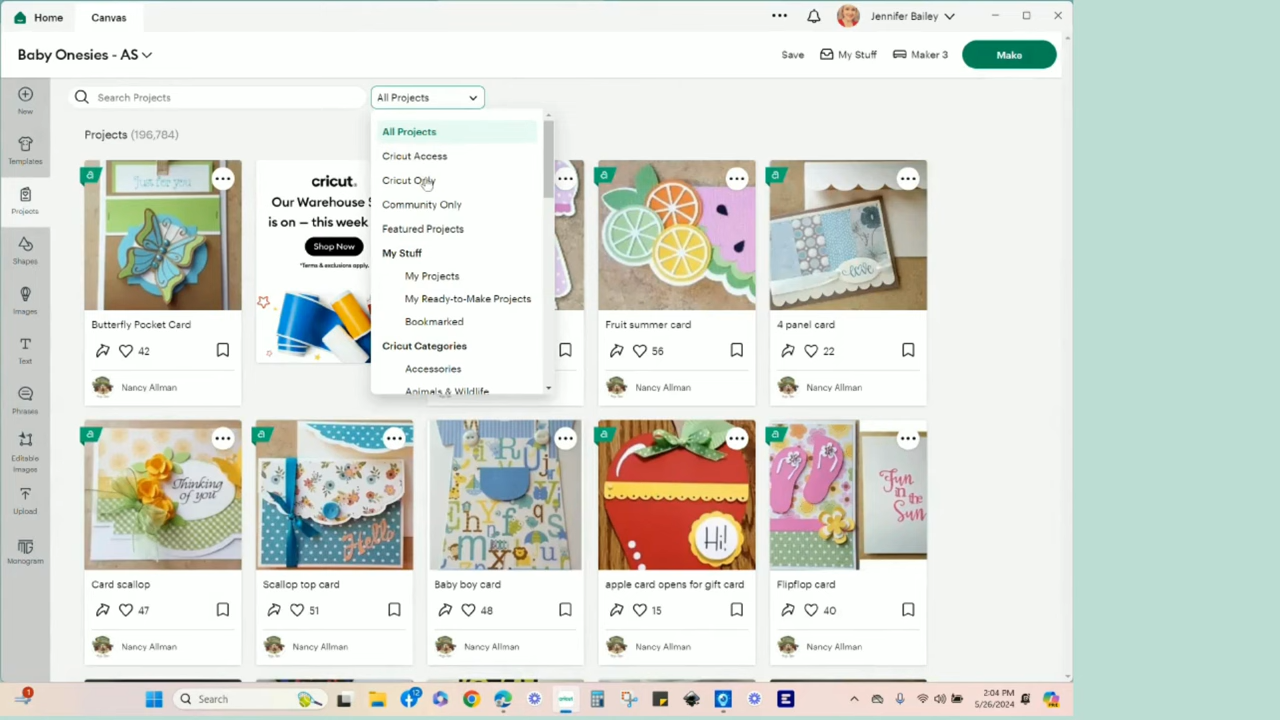 Home
Canvas
Jennifer Bailey
Baby Onesies - AS
Save
My Stuff
Maker 3
Make
New
Templates
Projects
Shapes
Images
Text
Phrases
Editable
Images
Upload
Monogram
Search Projects
All Projects
Projects (196,784)
All Projects
Cricut Access
Cricut Only
Community Only
Featured Projects
My Stuff
My Projects
My Ready-to-Make Projects
Bookmarked
Cricut Categories
Accessories
Animals & Wildlife
Just for you
cricut
Our Warehouse S
is on — this week
Shop Now
*Terms & exclusions apply.
love
Butterfly Pocket Card
42
Nancy Allman
Fruit summer card
56
Nancy Allman
4 panel card
22
Nancy Allman
Thinking
of you
Hello
Hi!
Fun
in the
Sun
Card scallop
47
Nancy Allman
Scallop top card
51
Nancy Allman
Baby boy card
48
Nancy Allman
apple card opens for gift card
15
Nancy Allman
Flipflop card
40
Nancy Allman
Search
2:04 PM
5/26/2024